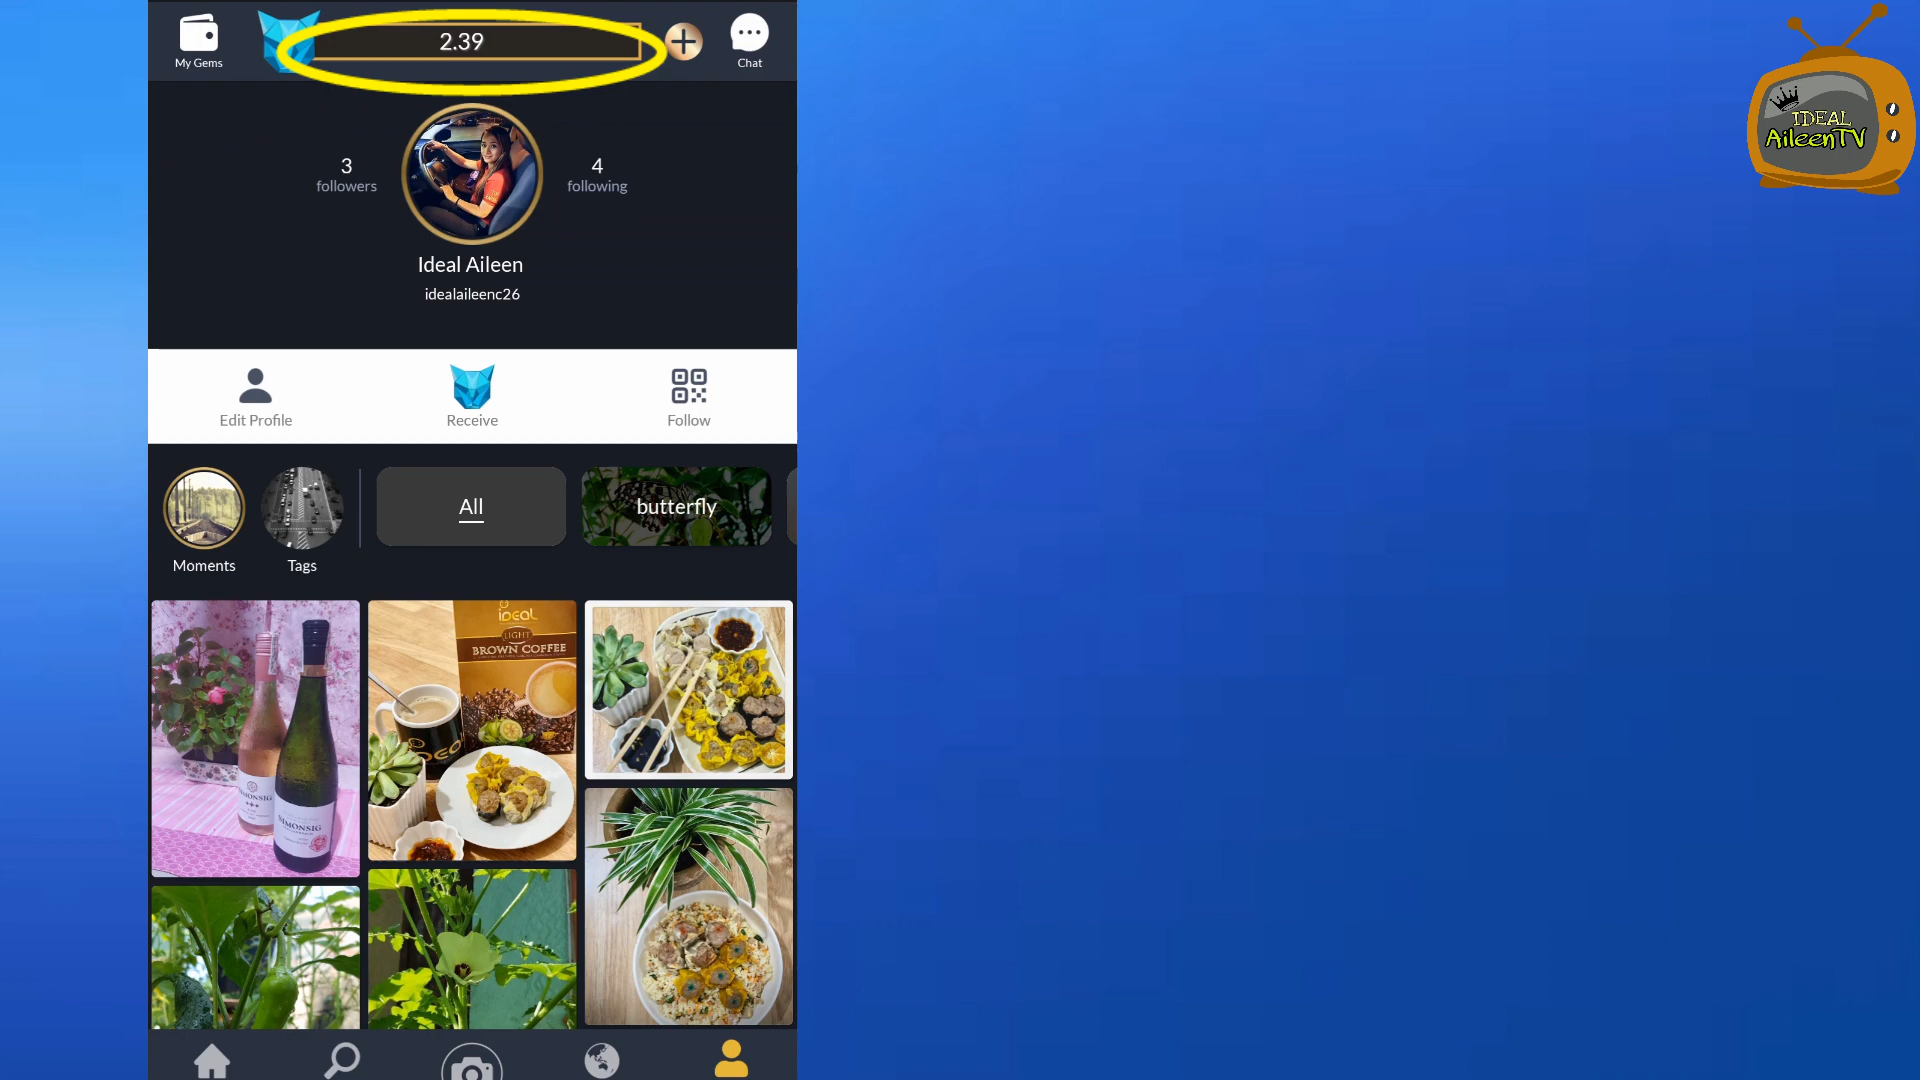 My Gems
2.39
Chat
3
followers
4
following
Ideal Aileen
idealaileenc26
Edit Profile
Receive
Follow
Moments
Tags
All
butterfly
ideal
LIGHT
BROWN COFFEE
SIMONSIG
SIMONSIG
IDEAL
AileenTV